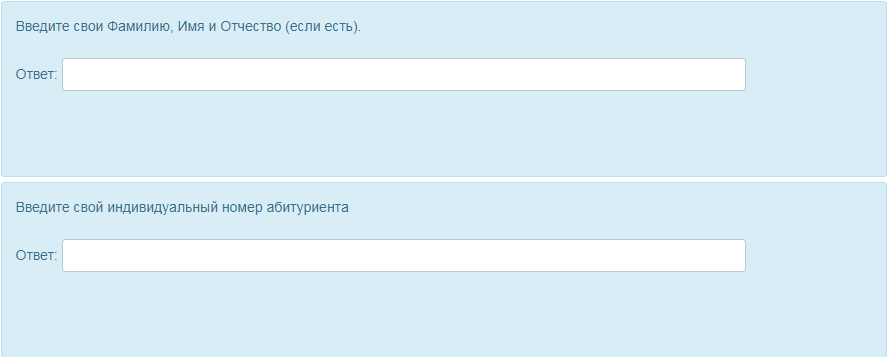 Введите свои Фамилию, Имя и Отчество (если есть).
Ответ:
Введите свой индивидуальный номер абитуриента
Ответ: